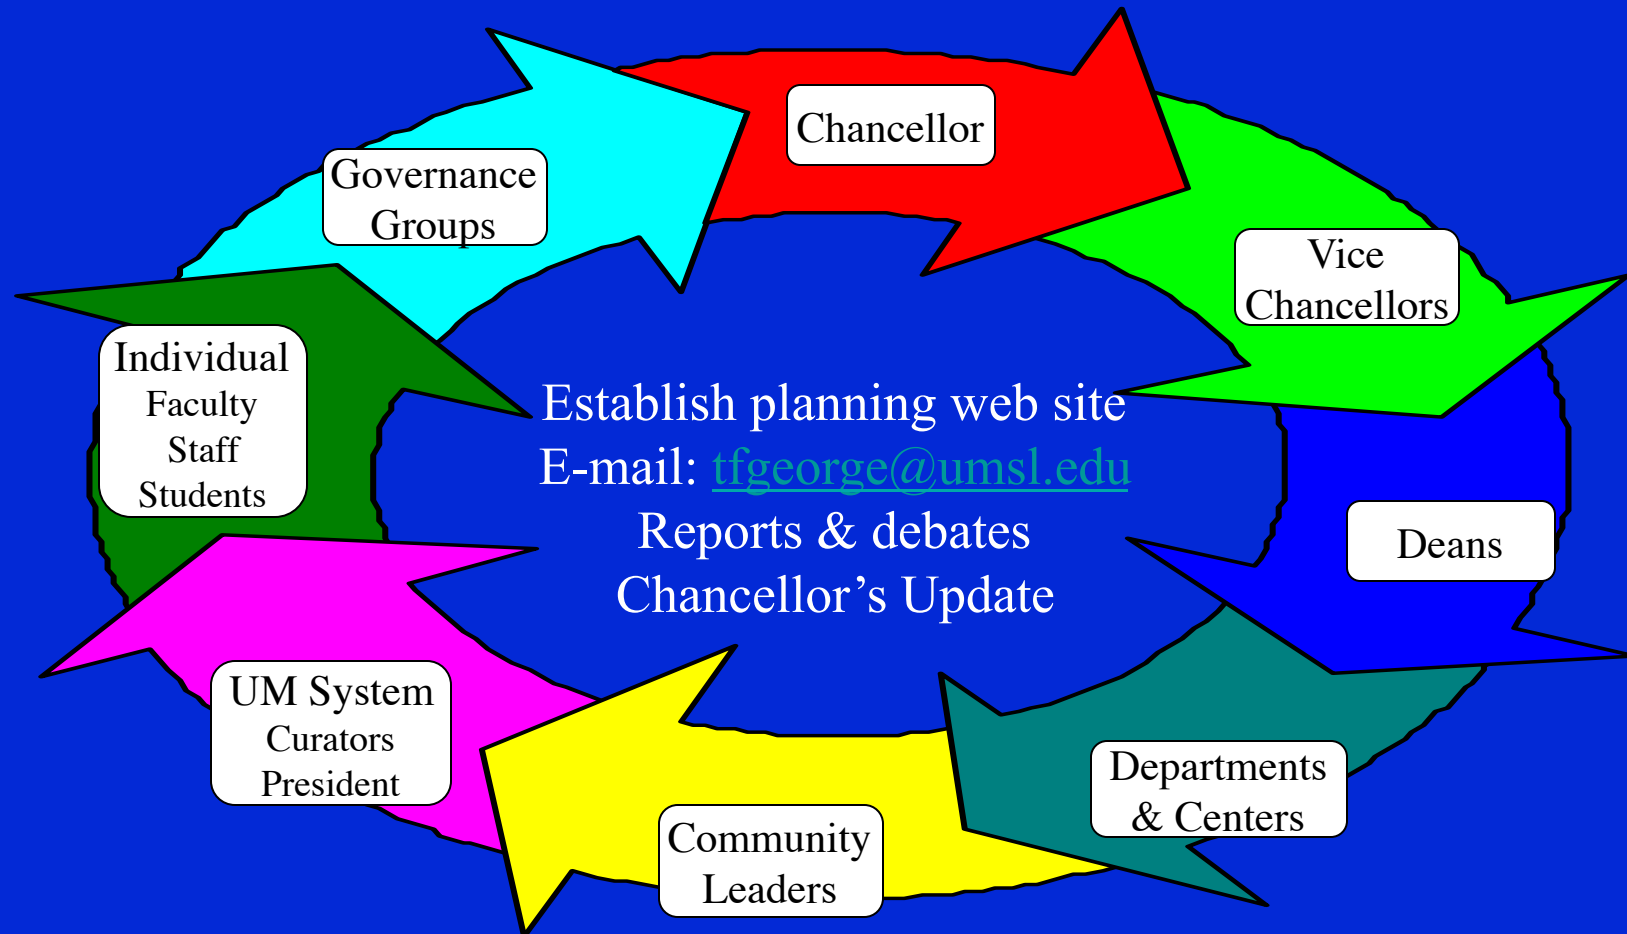 Chancellor
Governance
Groups
Vice
Chancellors
Individual
Faculty
Staff
Students
Establish planning web site
E-mail: tfgeorge@umsl.edu
Reports & debates
Chancellor’s Update
Deans
UM System
Curators
President
Departments
& Centers
Community
Leaders